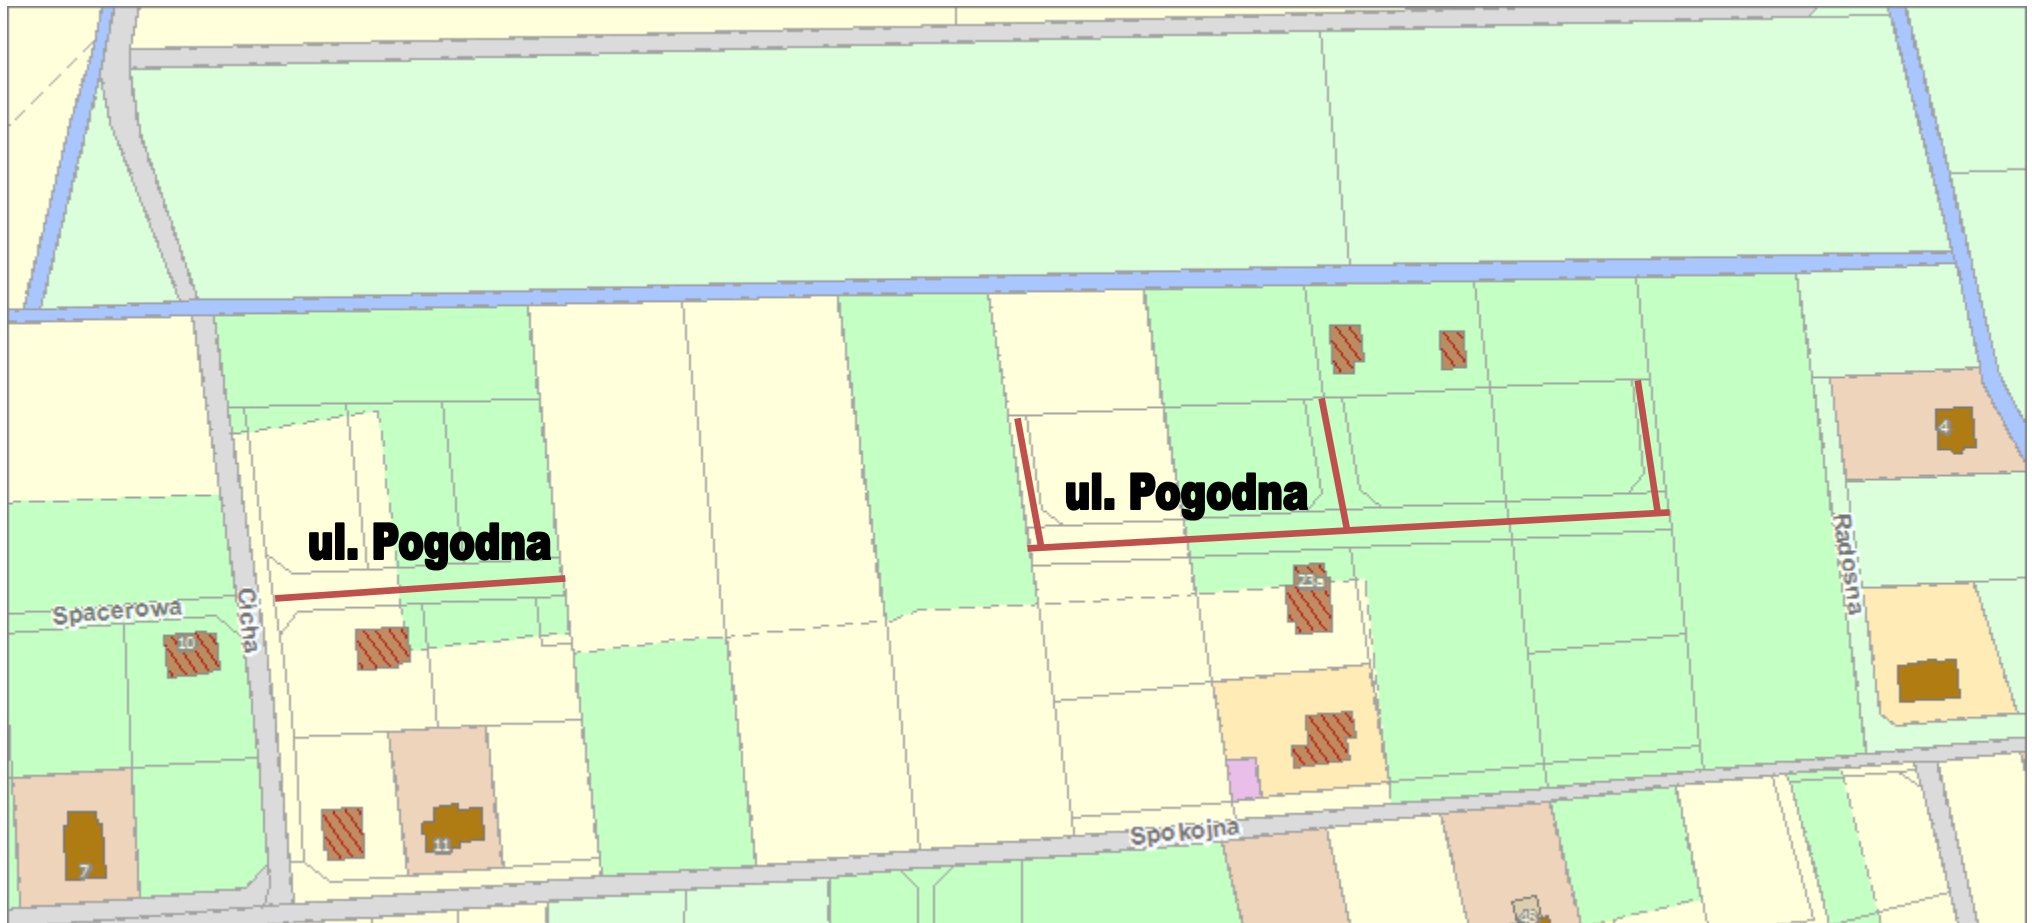 4
ul. Pogodna
ul. Pogodna
23a
Radosna
Spacerowa
Cicha
10
Spokojna
11
7